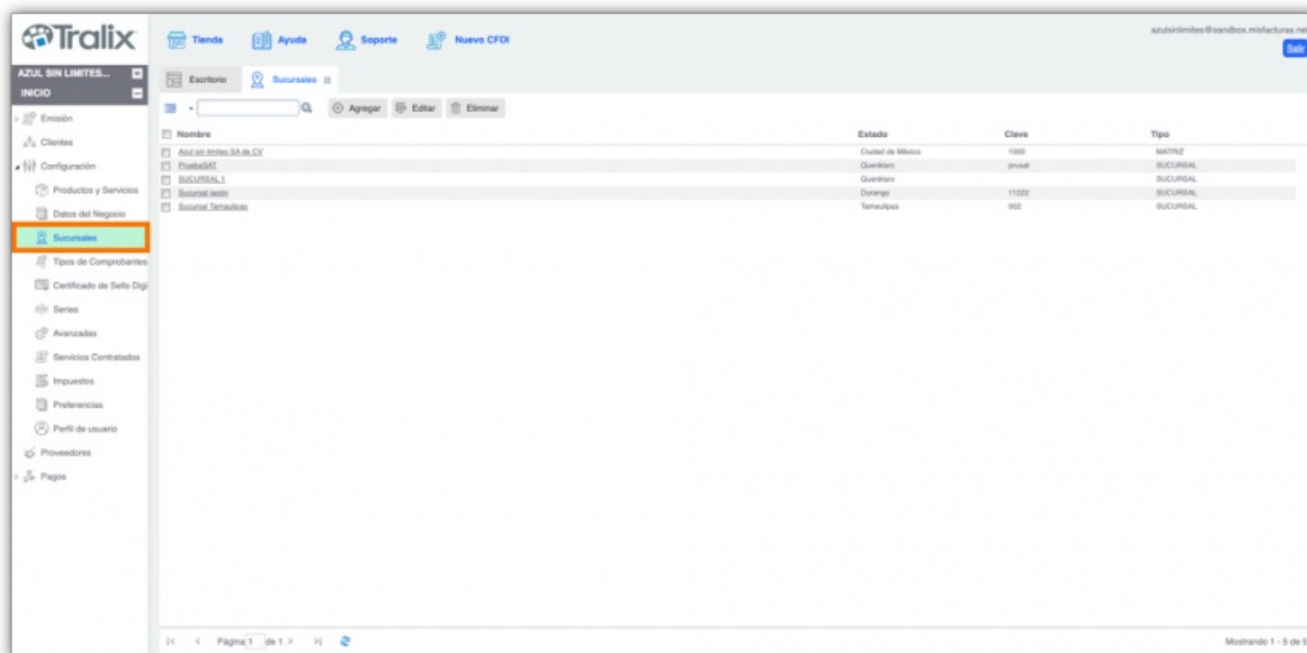 Tralix
Tienda Ayuda Soporte Nuevo CFDI
azulsinlimites@sandbox.misfacturas.net
Salir
AZUL SIN LIMITES...
INICIO
Escritorio Sucursales
Agregar Editar Eliminar
Emisión
Clientes
Configuración
Productos y Servicios
Datos del Negocio
Sucursales
Tipos de Comprobantes
Certificado de Sello Digi
Series
Avanzadas
Servicios Contratados
Impuestos
Preferencias
Perfil de usuario
Proveedores
Pagos
Nombre Estado Clave Tipo
Azul sin limites SA de CV Ciudad de México 1000 MATRIZ
PruebaSAT Querétaro prusat SUCURSAL
SUCURSAL 1 Querétaro SUCURSAL
Sucursal Durango 11222 SUCURSAL
Sucursal Tamaulipas Tamaulipas 002 SUCURSAL
Página 1 de 1
Mostrando 1 - 5 de 5